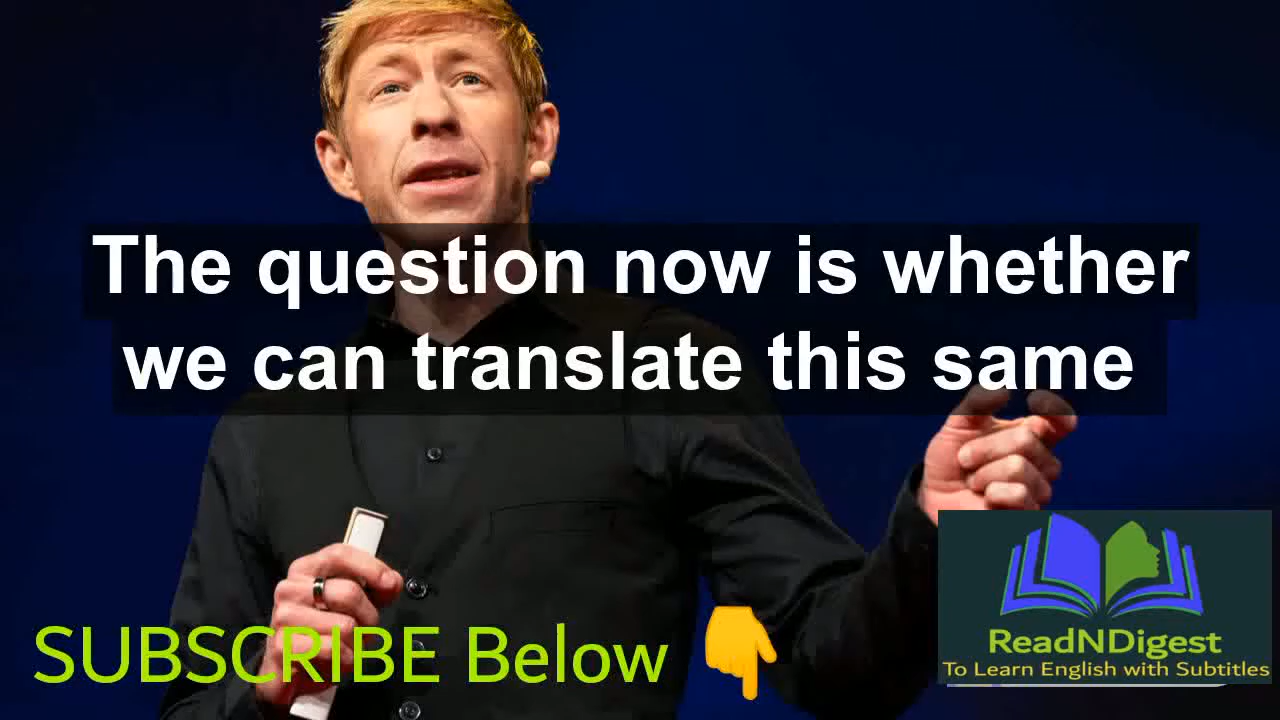 The question now is whether
we can translate this same
SUBSCRIBE Below
ReadNDigest
To Learn English with Subtitles